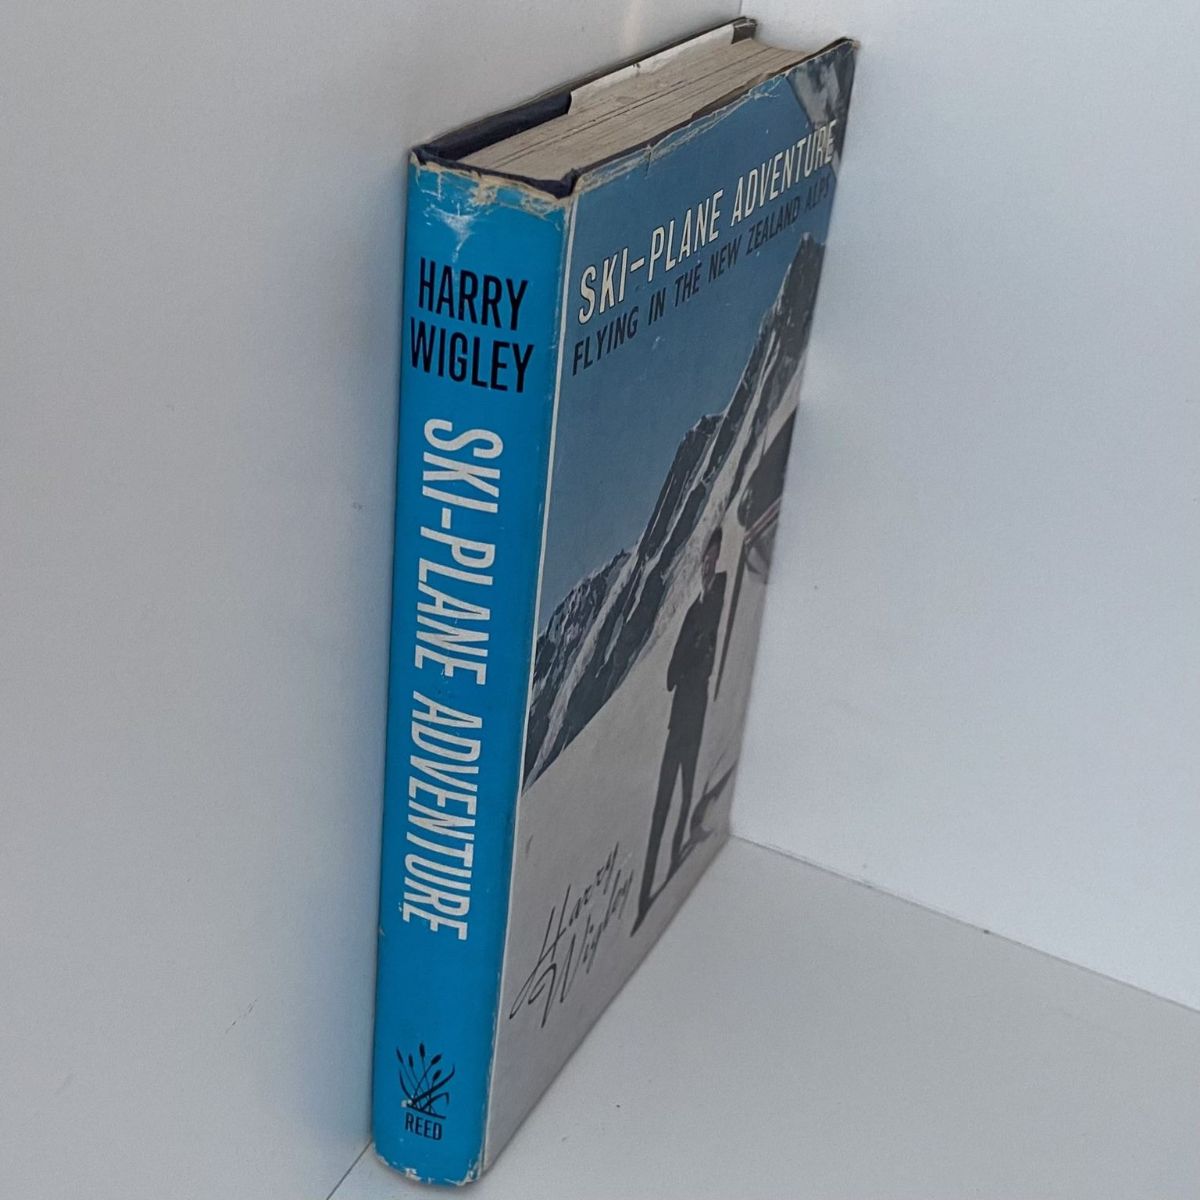 HARRY
WIGLEY
SKI-PLANE ADVENTURE
REED
SKI-PLANE ADVENTURE
FLYING IN THE NEW ZEALAND ALPS
Harry
Wigley